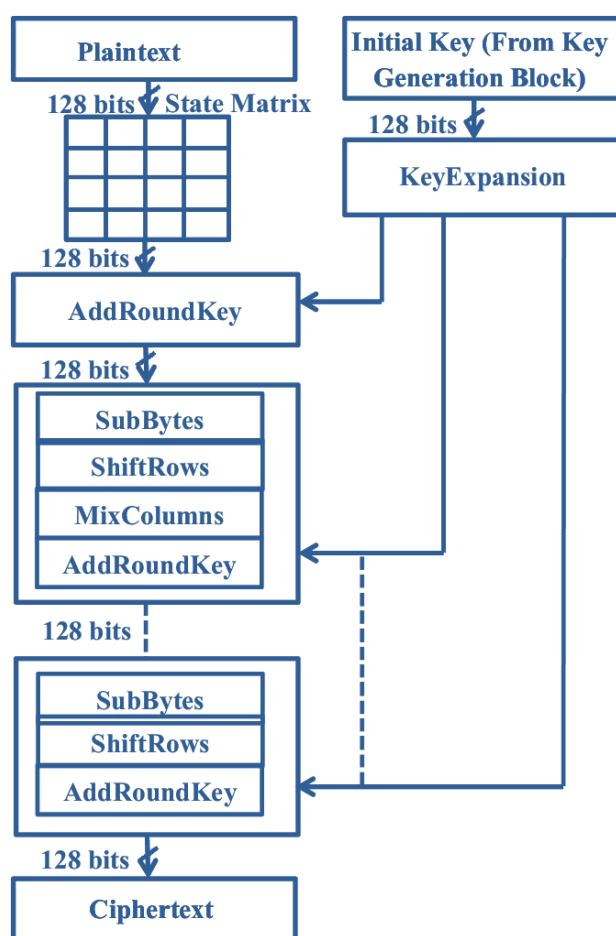 Plaintext
128 bits
State Matrix
128 bits
AddRoundKey
128 bits
SubBytes
ShiftRows
MixColumns
AddRoundKey
128 bits
SubBytes
ShiftRows
AddRoundKey
128 bits
Ciphertext
Initial Key (From Key
Generation Block)
128 bits
KeyExpansion